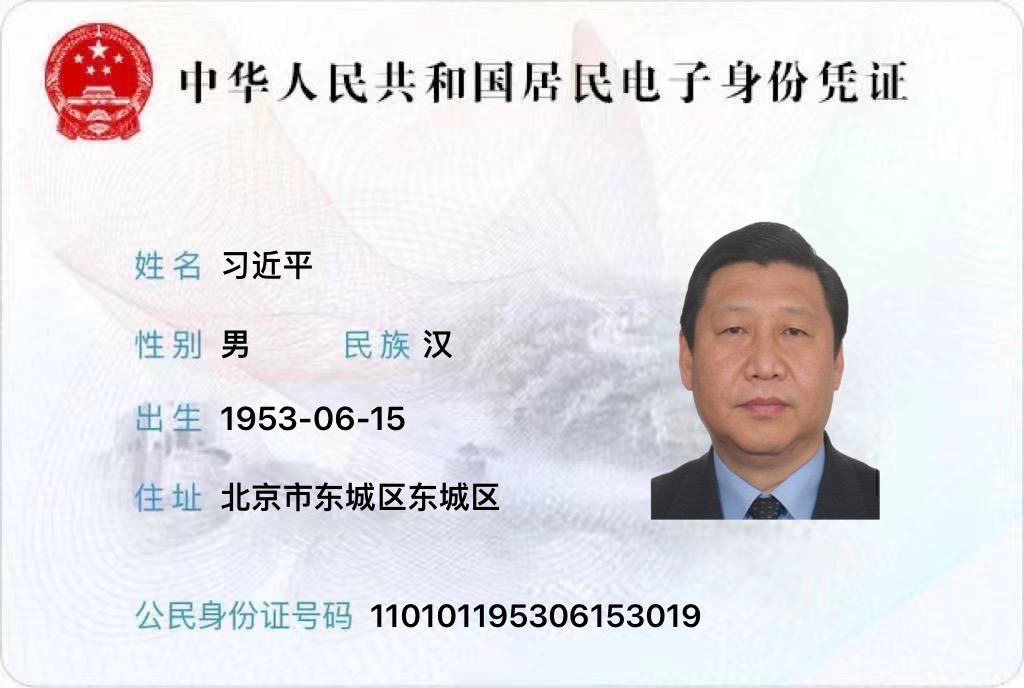 中华人民共和国居民电子身份凭证
姓名 习近平
性别 男 民族 汉
出生 1953-06-15
住址 北京市东城区东城区
公民身份证号码 110101195306153019